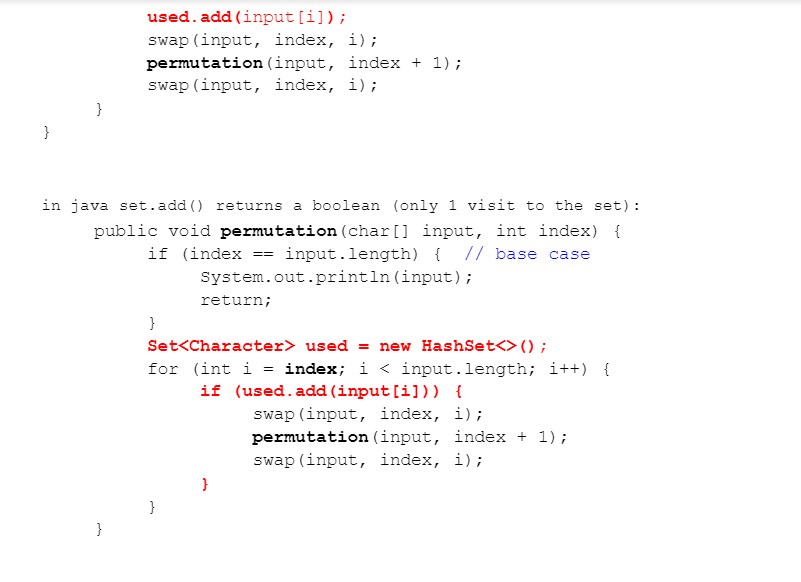 used.add(input[i]);
swap(input, index, i);
permutation(input, index + 1);
swap(input, index, i);
}
}
in java set.add() returns a boolean (only 1 visit to the set):
public void permutation(char[] input, int index) {
if (index == input.length) {  // base case
System.out.println(input);
return;
}
Set<Character> used = new HashSet<>();
for (int i = index; i < input.length; i++) {
if (used.add(input[i])) {
swap(input, index, i);
permutation(input, index + 1);
swap(input, index, i);
}
}
}